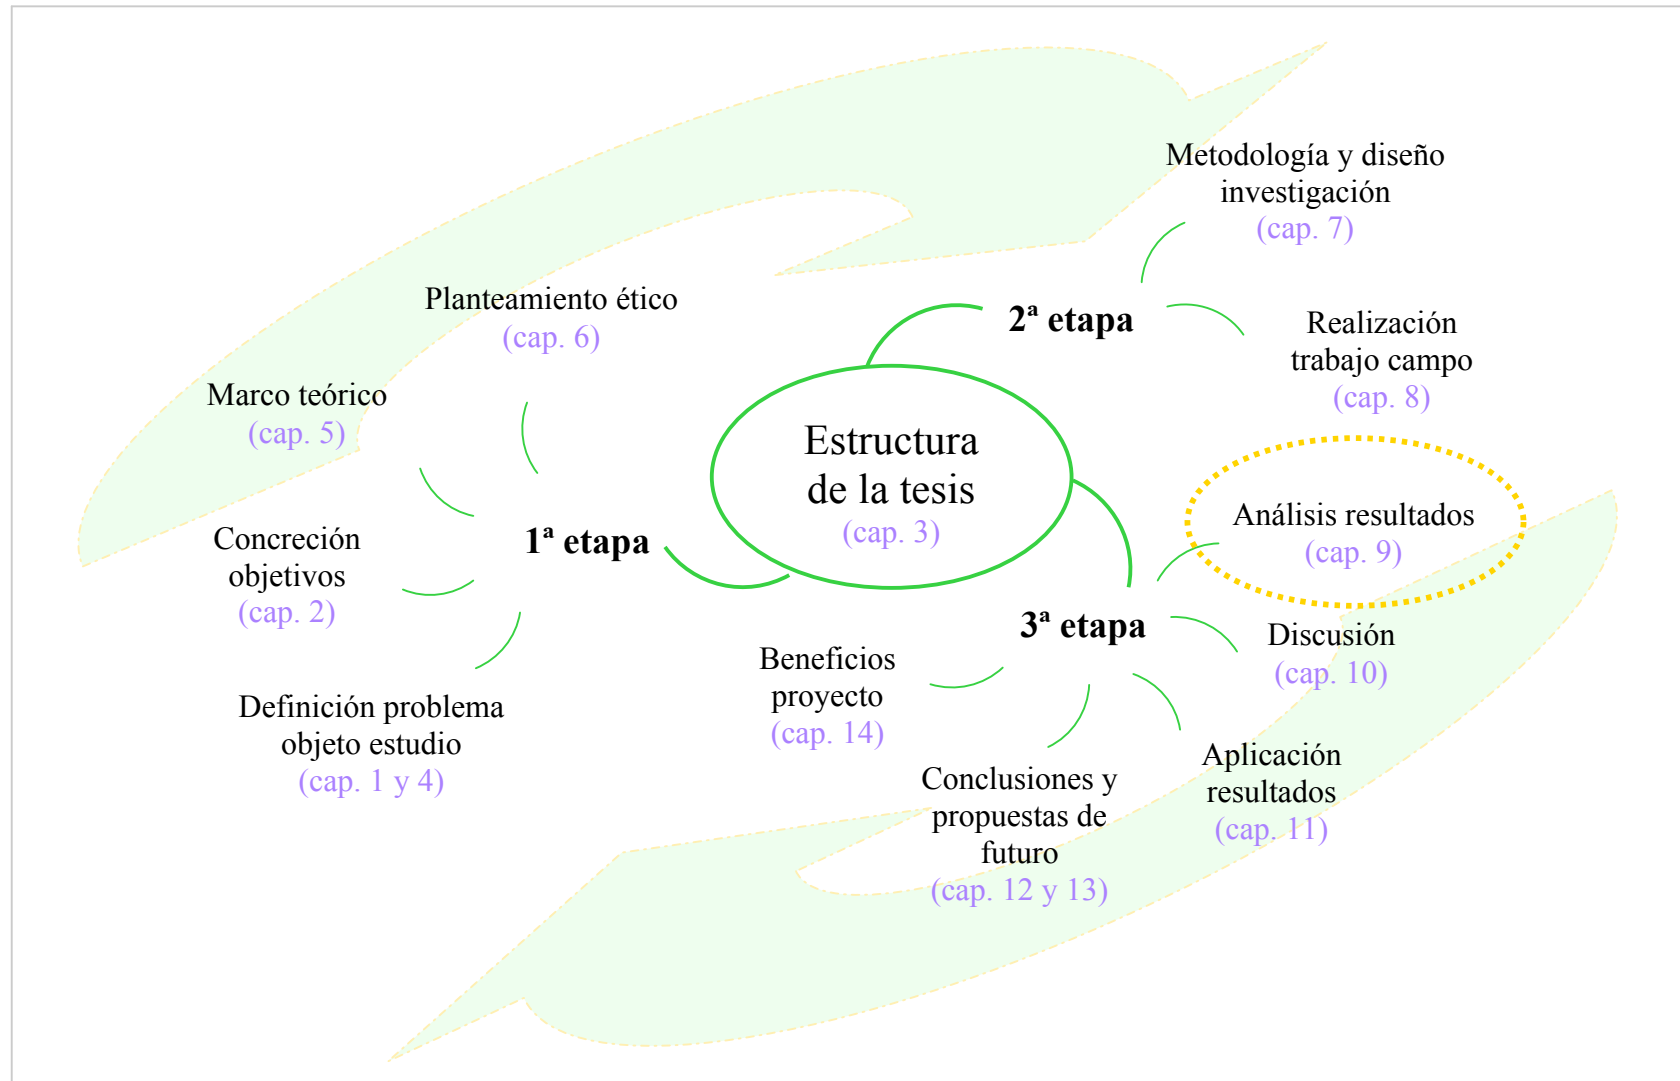 Estructura
de la tesis
(cap. 3)
1ª etapa
Definición problema
objeto estudio
(cap. 1 y 4)
Concreción
objetivos
(cap. 2)
Marco teórico
(cap. 5)
Planteamiento ético
(cap. 6)
2ª etapa
Metodología y diseño
investigación
(cap. 7)
Realización
trabajo campo
(cap. 8)
3ª etapa
Análisis resultados
(cap. 9)
Discusión
(cap. 10)
Aplicación
resultados
(cap. 11)
Conclusiones y
propuestas de
futuro
(cap. 12 y 13)
Beneficios
proyecto
(cap. 14)